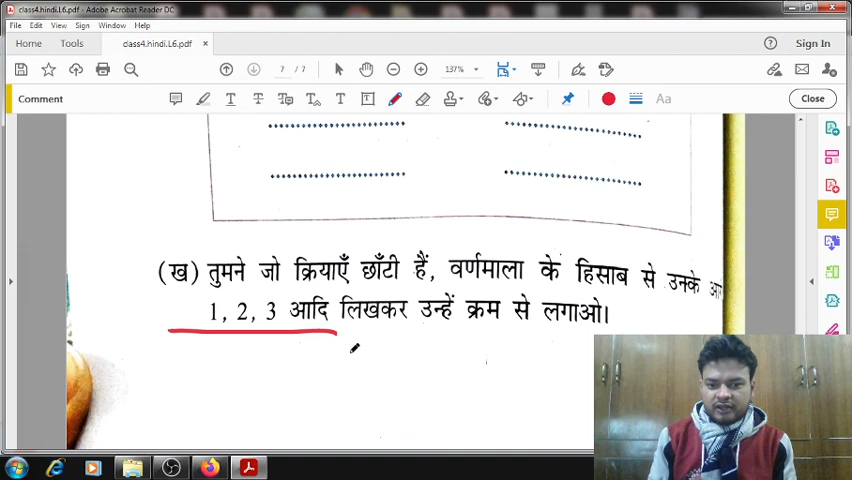 class4.hindi.L6.pdf - Adobe Acrobat Reader DC
File Edit View Sign Window Help
Home Tools class4.hindi.L6.pdf × Sign In
7 / 7 137%
Comment Close
(ख) तुमने जो क्रियाएँ छाँटी हैं, वर्णमाला के हिसाब से उनके
1, 2, 3 आदि लिखकर उन्हें क्रम से लगाओ।